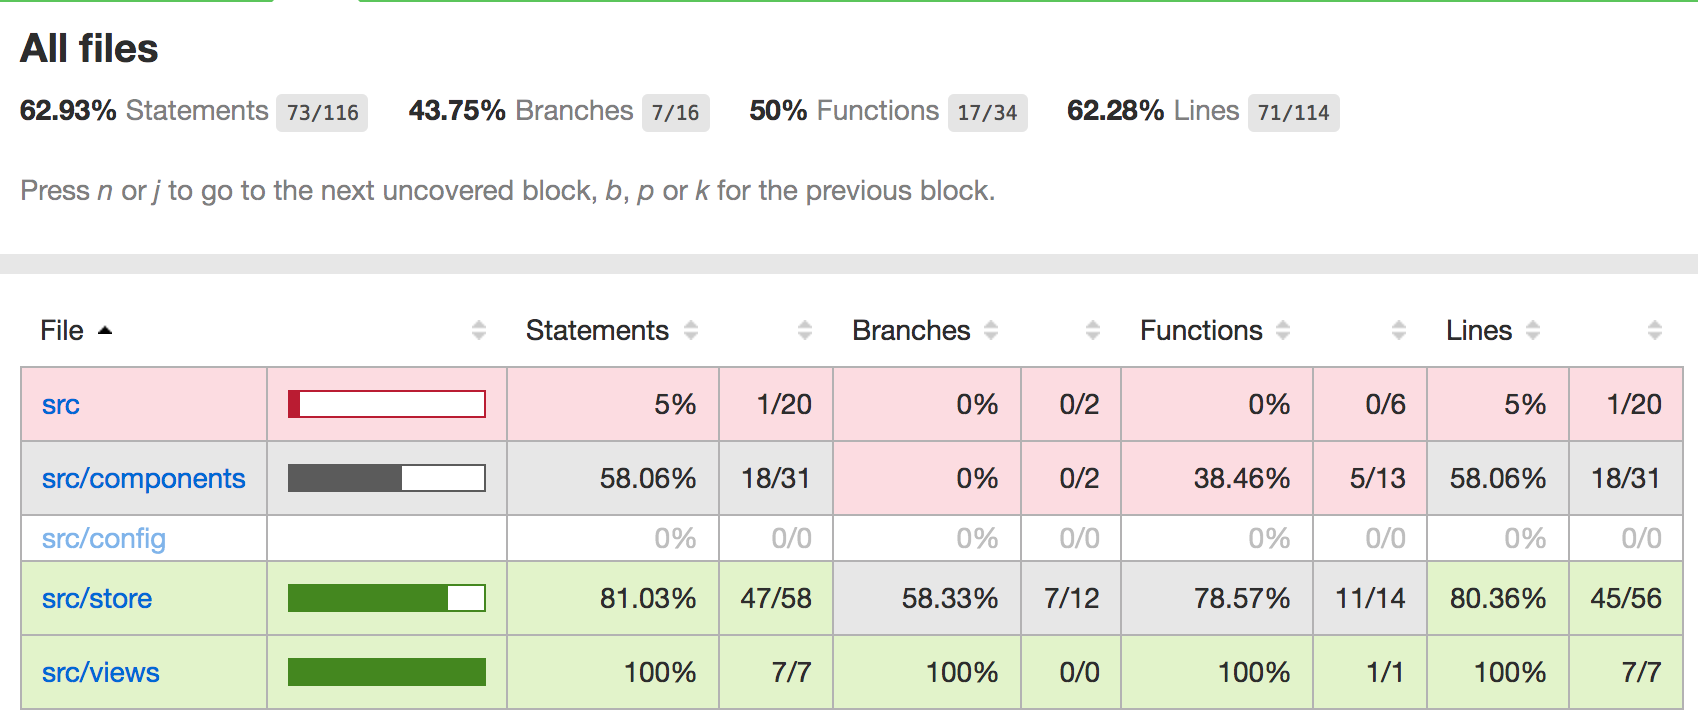 All files
62.93% Statements 73/116 43.75% Branches 7/16 50% Functions 17/34 62.28% Lines 71/114
Press n or j to go to the next uncovered block, b, p or k for the previous block.
File Statements Branches Functions Lines
src 5% 1/20 0% 0/2 0% 0/6 5% 1/20
src/components 58.06% 18/31 0% 0/2 38.46% 5/13 58.06% 18/31
src/config 0% 0/0 0% 0/0 0% 0/0 0% 0/0
src/store 81.03% 47/58 58.33% 7/12 78.57% 11/14 80.36% 45/56
src/views 100% 7/7 100% 0/0 100% 1/1 100% 7/7